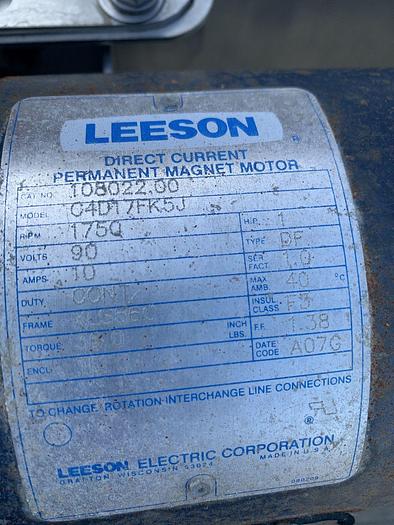 LEESON
DIRECT CURRENT
PERMANENT MAGNET MOTOR
CAT. NO. 108022.00
MODEL C4D17FK5J
RPM 1750 H.P. 1
VOLTS 90 TYPE DF
AMPS 10 SER FACT. 1.0
DUTY CONT MAX AMB. 40 °C
FRAME INSUL CLASS F3
TORQUE INCH LBS. F.F. 1.38
ENCL DATE CODE A07G
TO CHANGE ROTATION-INTERCHANGE LINE CONNECTIONS
LEESON ELECTRIC CORPORATION
GRAFTON, WISCONSIN 53024 MADE IN U.S.A.
080209